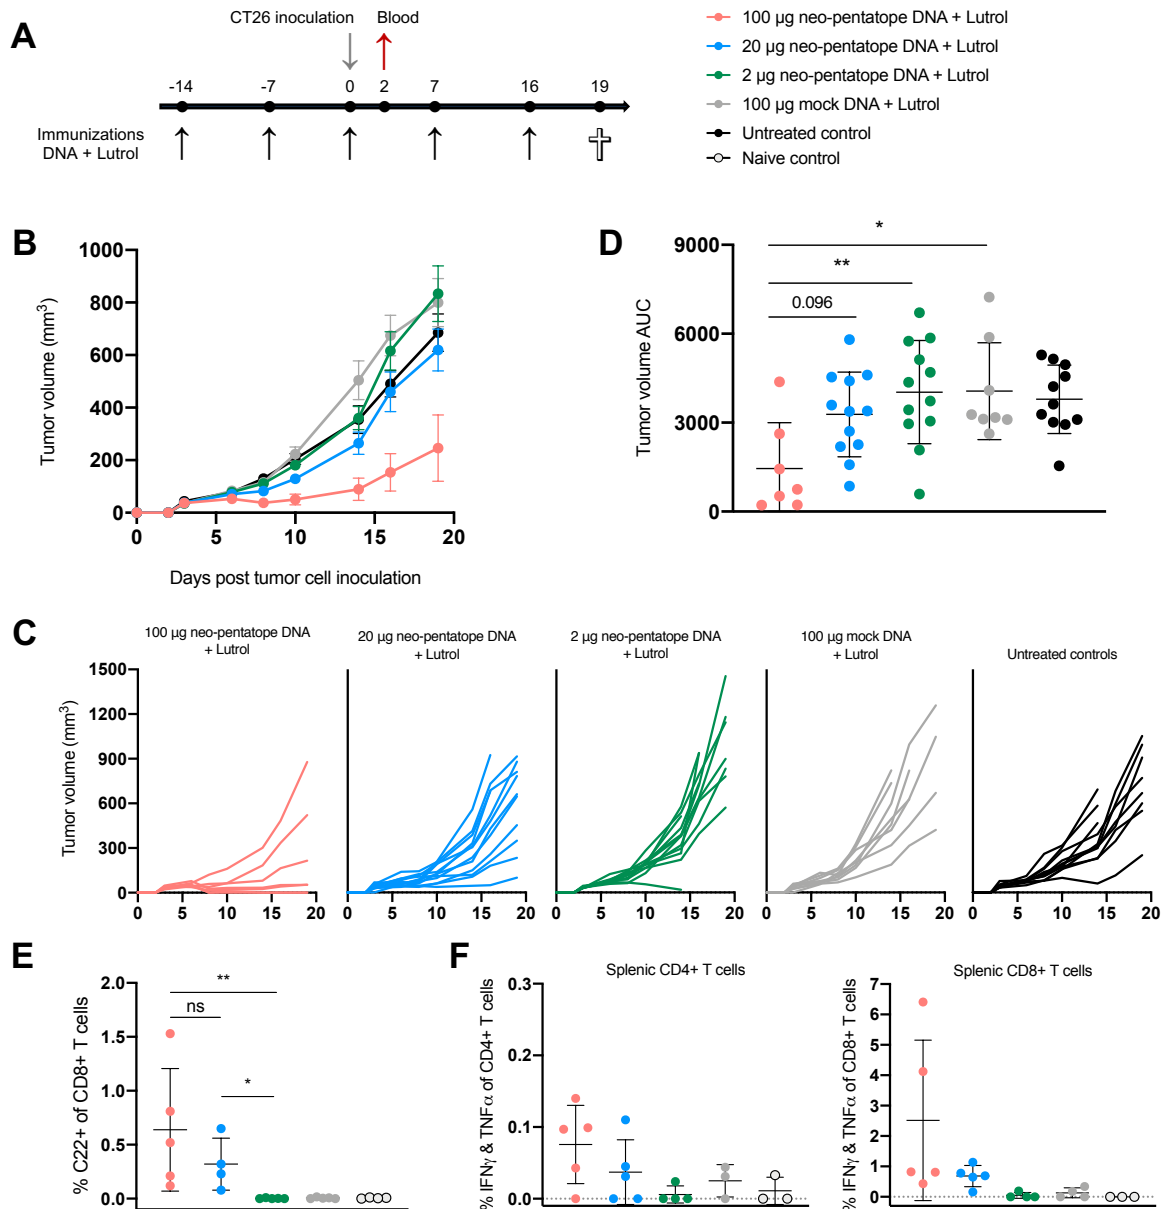 A
CT26 inoculation
Blood
-14 -7 0 2 7 16 19
Immunizations
DNA + Lutrol
100 µg neo-pentatope DNA + Lutrol
20 µg neo-pentatope DNA + Lutrol
2 µg neo-pentatope DNA + Lutrol
100 µg mock DNA + Lutrol
Untreated control
Naive control
B
Tumor volume (mm³)
1000
800
600
400
200
0
0 5 10 15 20
Days post tumor cell inoculation
D
Tumor volume AUC
9000
6000
3000
0
*
**
0.096
C
100 µg neo-pentatope DNA
+ Lutrol
20 µg neo-pentatope DNA
+ Lutrol
2 µg neo-pentatope DNA
+ Lutrol
100 µg mock DNA
+ Lutrol
Untreated controls
Tumor volume (mm³)
1500
1200
900
600
300
0
0 5 10 15 20
0 5 10 15 20
0 5 10 15 20
0 5 10 15 20
0 5 10 15 20
E
% C22+ of CD8+ T cells
2.0
1.5
1.0
0.5
0.0
**
ns
*
F
Splenic CD4+ T cells
% IFNγ & TNFα of CD4+ T cells
0.3
0.2
0.1
0.0
Splenic CD8+ T cells
% IFNγ & TNFα of CD8+ T cells
7
6
5
4
3
2
1
0